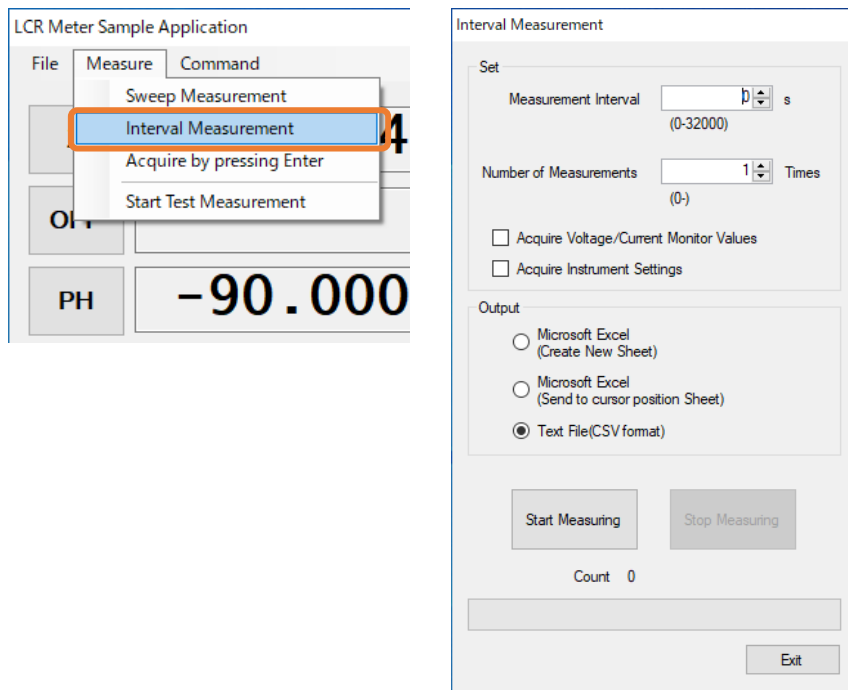 LCR Meter Sample Application
File Measure Command
Sweep Measurement
Interval Measurement
4
Acquire by pressing Enter
Start Test Measurement
PH -90.000
Interval Measurement
Set
Measurement Interval 0 s
(0-32000)
Number of Measurements 1 Times
(0-)
Acquire Voltage/Current Monitor Values
Acquire Instrument Settings
Output
Microsoft Excel
(Create New Sheet)
Microsoft Excel
(Send to cursor position Sheet)
Text File(CSV format)
Start Measuring Stop Measuring
Count 0
Exit